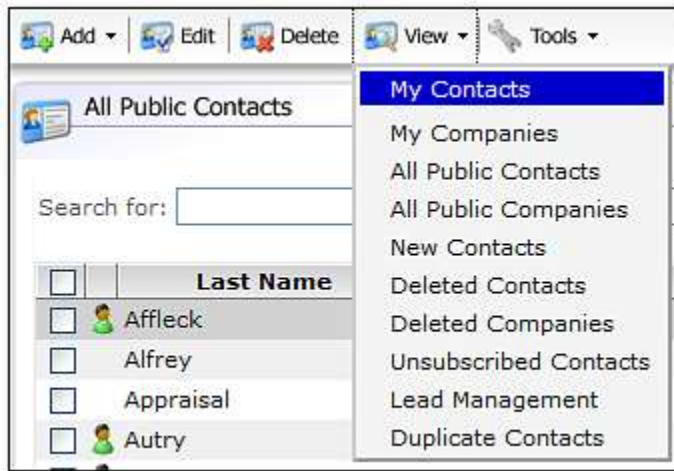 Add Edit Delete View Tools
My Contacts
All Public Contacts
My Companies
All Public Contacts
All Public Companies
Search for:
New Contacts
Last Name
Deleted Contacts
Affleck
Deleted Companies
Alfrey
Unsubscribed Contacts
Appraisal
Lead Management
Autry
Duplicate Contacts